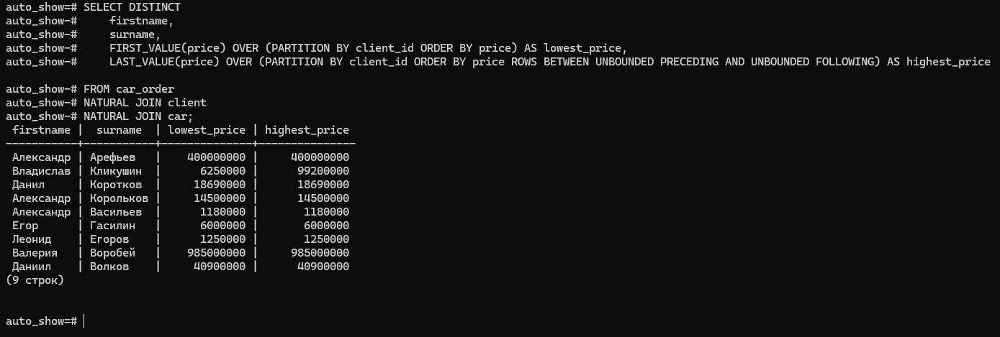 auto_show=# SELECT DISTINCT
auto_show-#     firstname,
auto_show-#     surname,
auto_show-#     FIRST_VALUE(price) OVER (PARTITION BY client_id ORDER BY price) AS lowest_price,
auto_show-#     LAST_VALUE(price) OVER (PARTITION BY client_id ORDER BY price ROWS BETWEEN UNBOUNDED PRECEDING AND UNBOUNDED FOLLOWING) AS highest_price
auto_show-# FROM car_order
auto_show-# NATURAL JOIN client
auto_show-# NATURAL JOIN car;
 firstname |  surname  | lowest_price | highest_price
-----------+-----------+--------------+---------------
 Александр | Арефьев   |    400000000 |     400000000
 Владислав | Кликушин  |      6250000 |      99200000
 Данил     | Коротков  |     18690000 |      18690000
 Александр | Корольков |     14500000 |      14500000
 Александр | Васильев  |      1180000 |       1180000
 Егор      | Гасилин   |      6000000 |       6000000
 Леонид    | Егоров    |      1250000 |       1250000
 Валерия   | Воробей   |    985000000 |     985000000
 Даниил    | Волков    |     40900000 |      40900000
(9 строк)
auto_show=#